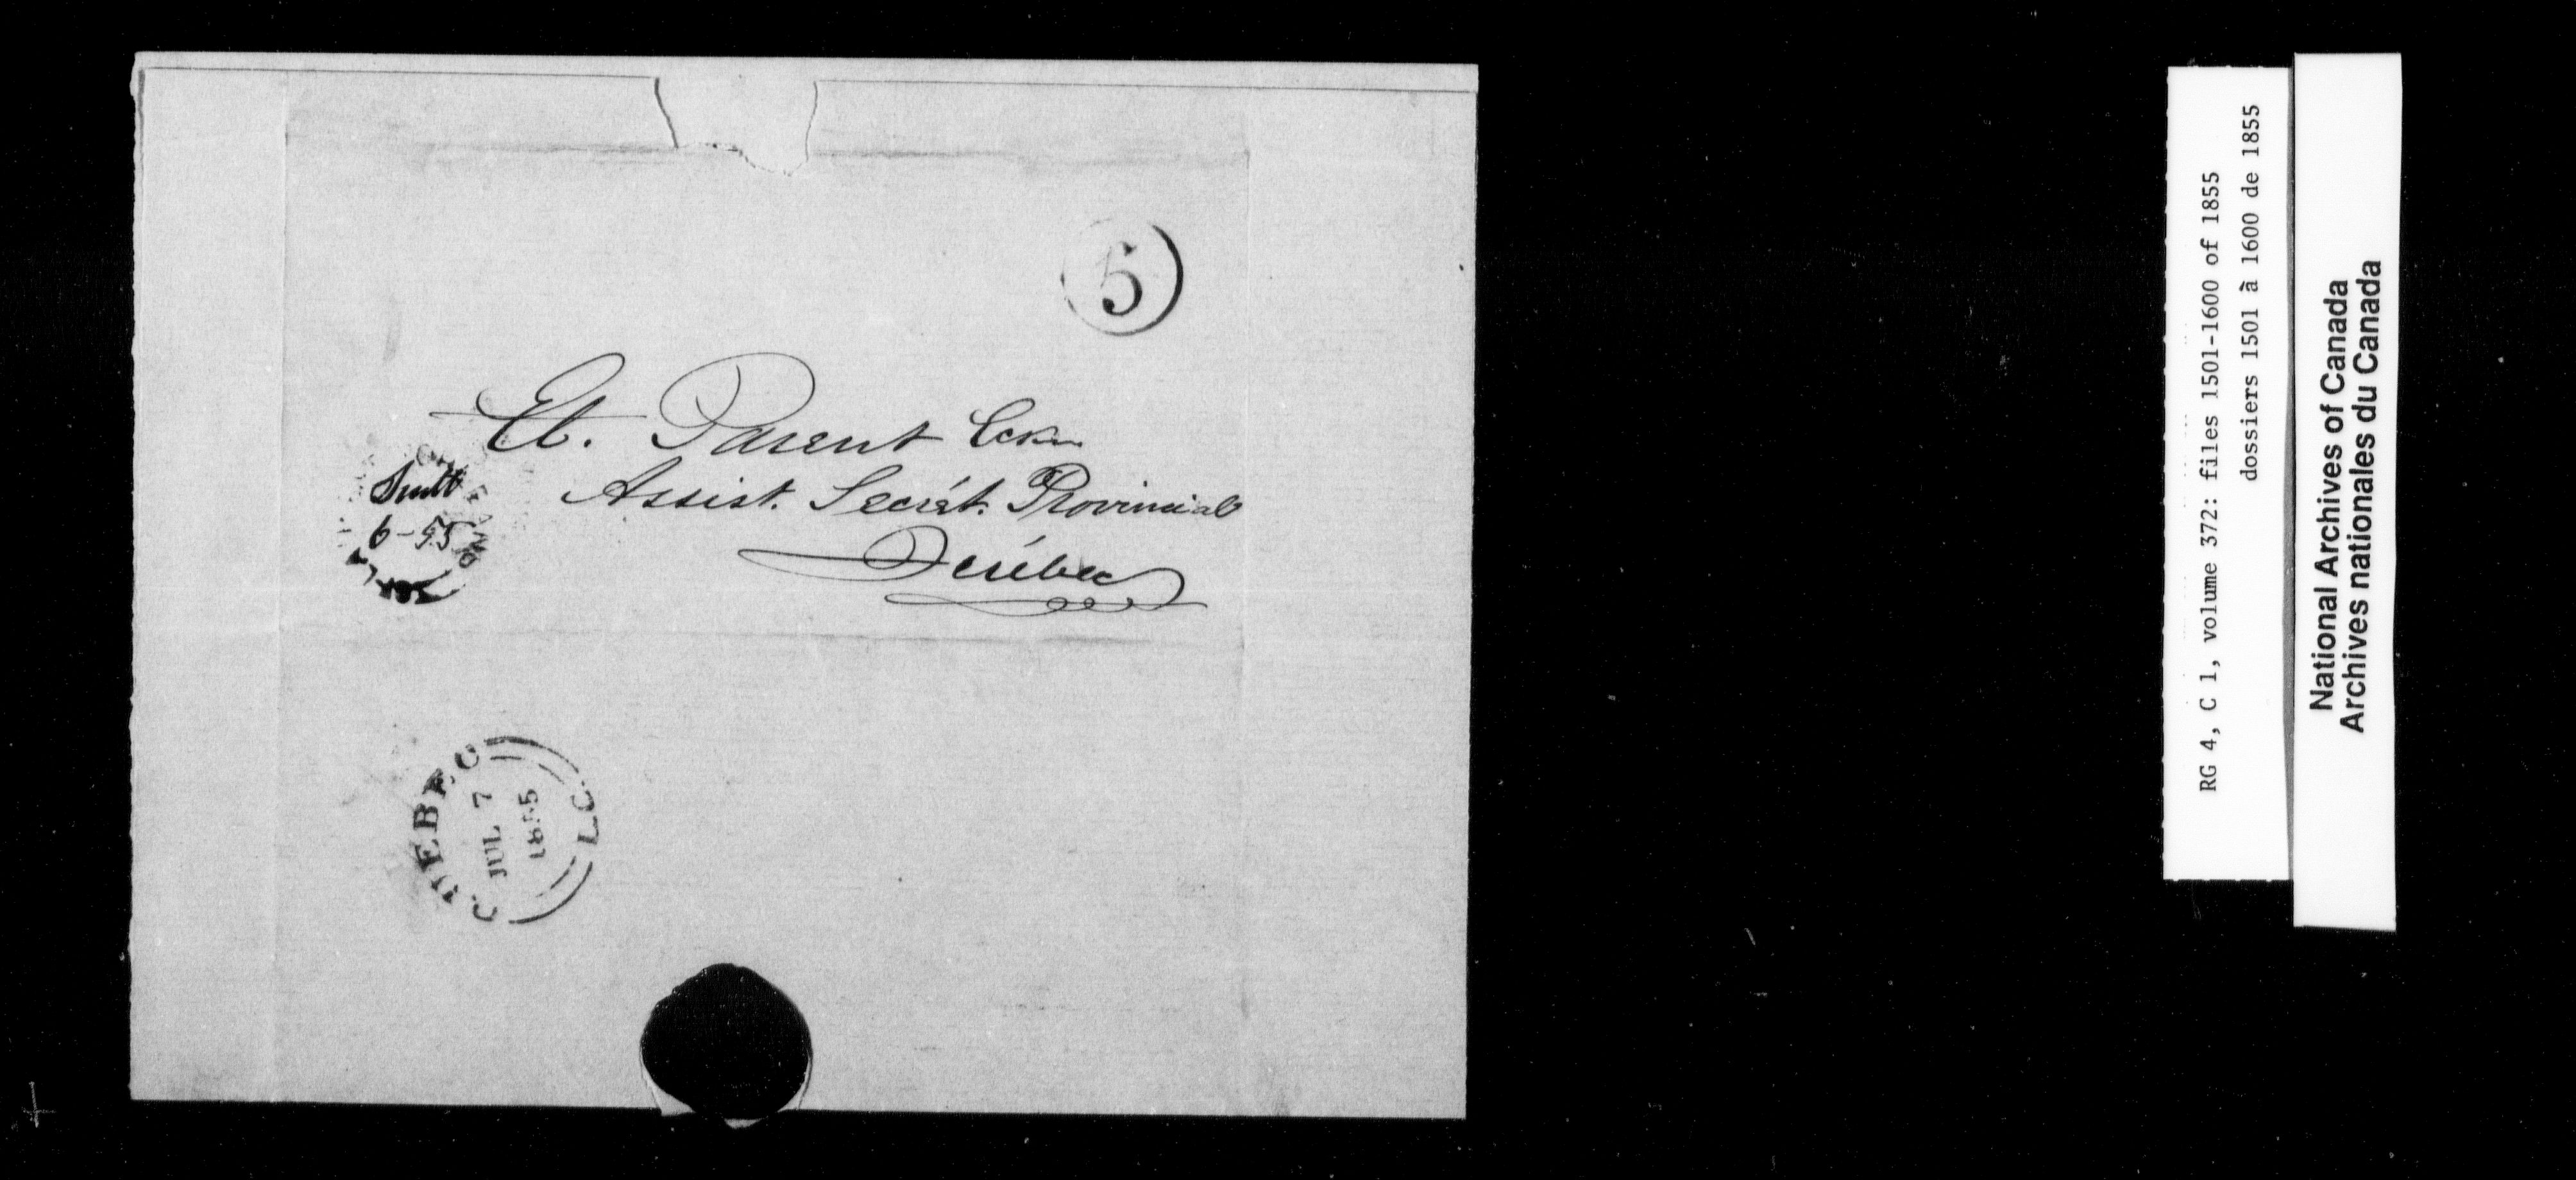 5
Et. Parent Ecr
Assist. Secrét. Provincial
Québec
6-55
QUEBEC
JUL 7
1855
L.C.
RG 4, C 1, volume 372: files 1501-1600 of 1855
dossiers 1501 à 1600 de 1855
National Archives of Canada
Archives nationales du Canada